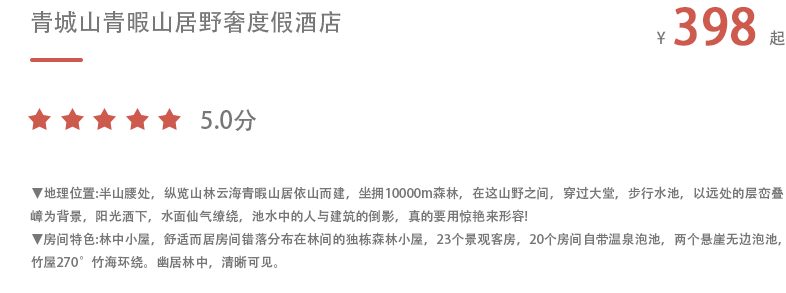 青城山青暇山居野奢度假酒店
¥ 398 起
5.0分
▼地理位置:半山腰处，纵览山林云海青暇山居依山而建，坐拥10000m森林，在这山野之间，穿过大堂，步行水池，以远处的层峦叠
嶂为背景，阳光洒下，水面仙气缭绕，池水中的人与建筑的倒影，真的要用惊艳来形容!
▼房间特色:林中小屋，舒适而居房间错落分布在林间的独栋森林小屋，23个景观客房，20个房间自带温泉泡池，两个悬崖无边泡池，
竹屋270°竹海环绕。幽居林中，清晰可见。